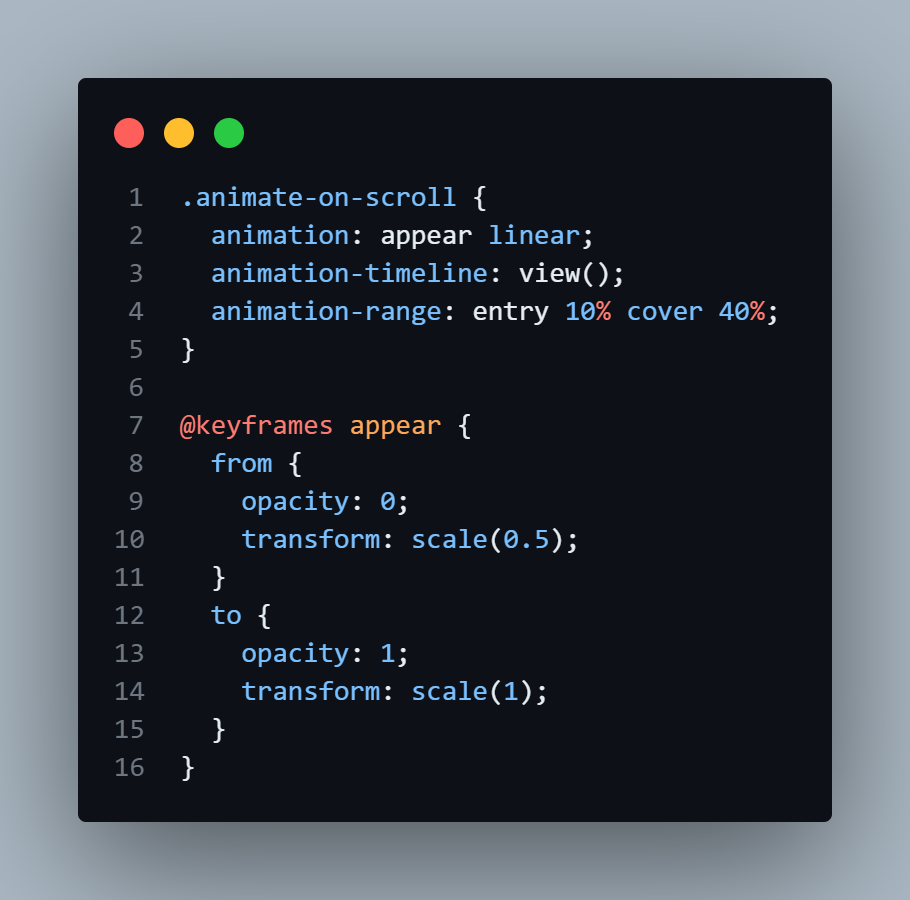 1 .animate-on-scroll {
2   animation: appear linear;
3   animation-timeline: view();
4   animation-range: entry 10% cover 40%;
5 }
6
7 @keyframes appear {
8   from {
9     opacity: 0;
10     transform: scale(0.5);
11   }
12   to {
13     opacity: 1;
14     transform: scale(1);
15   }
16 }